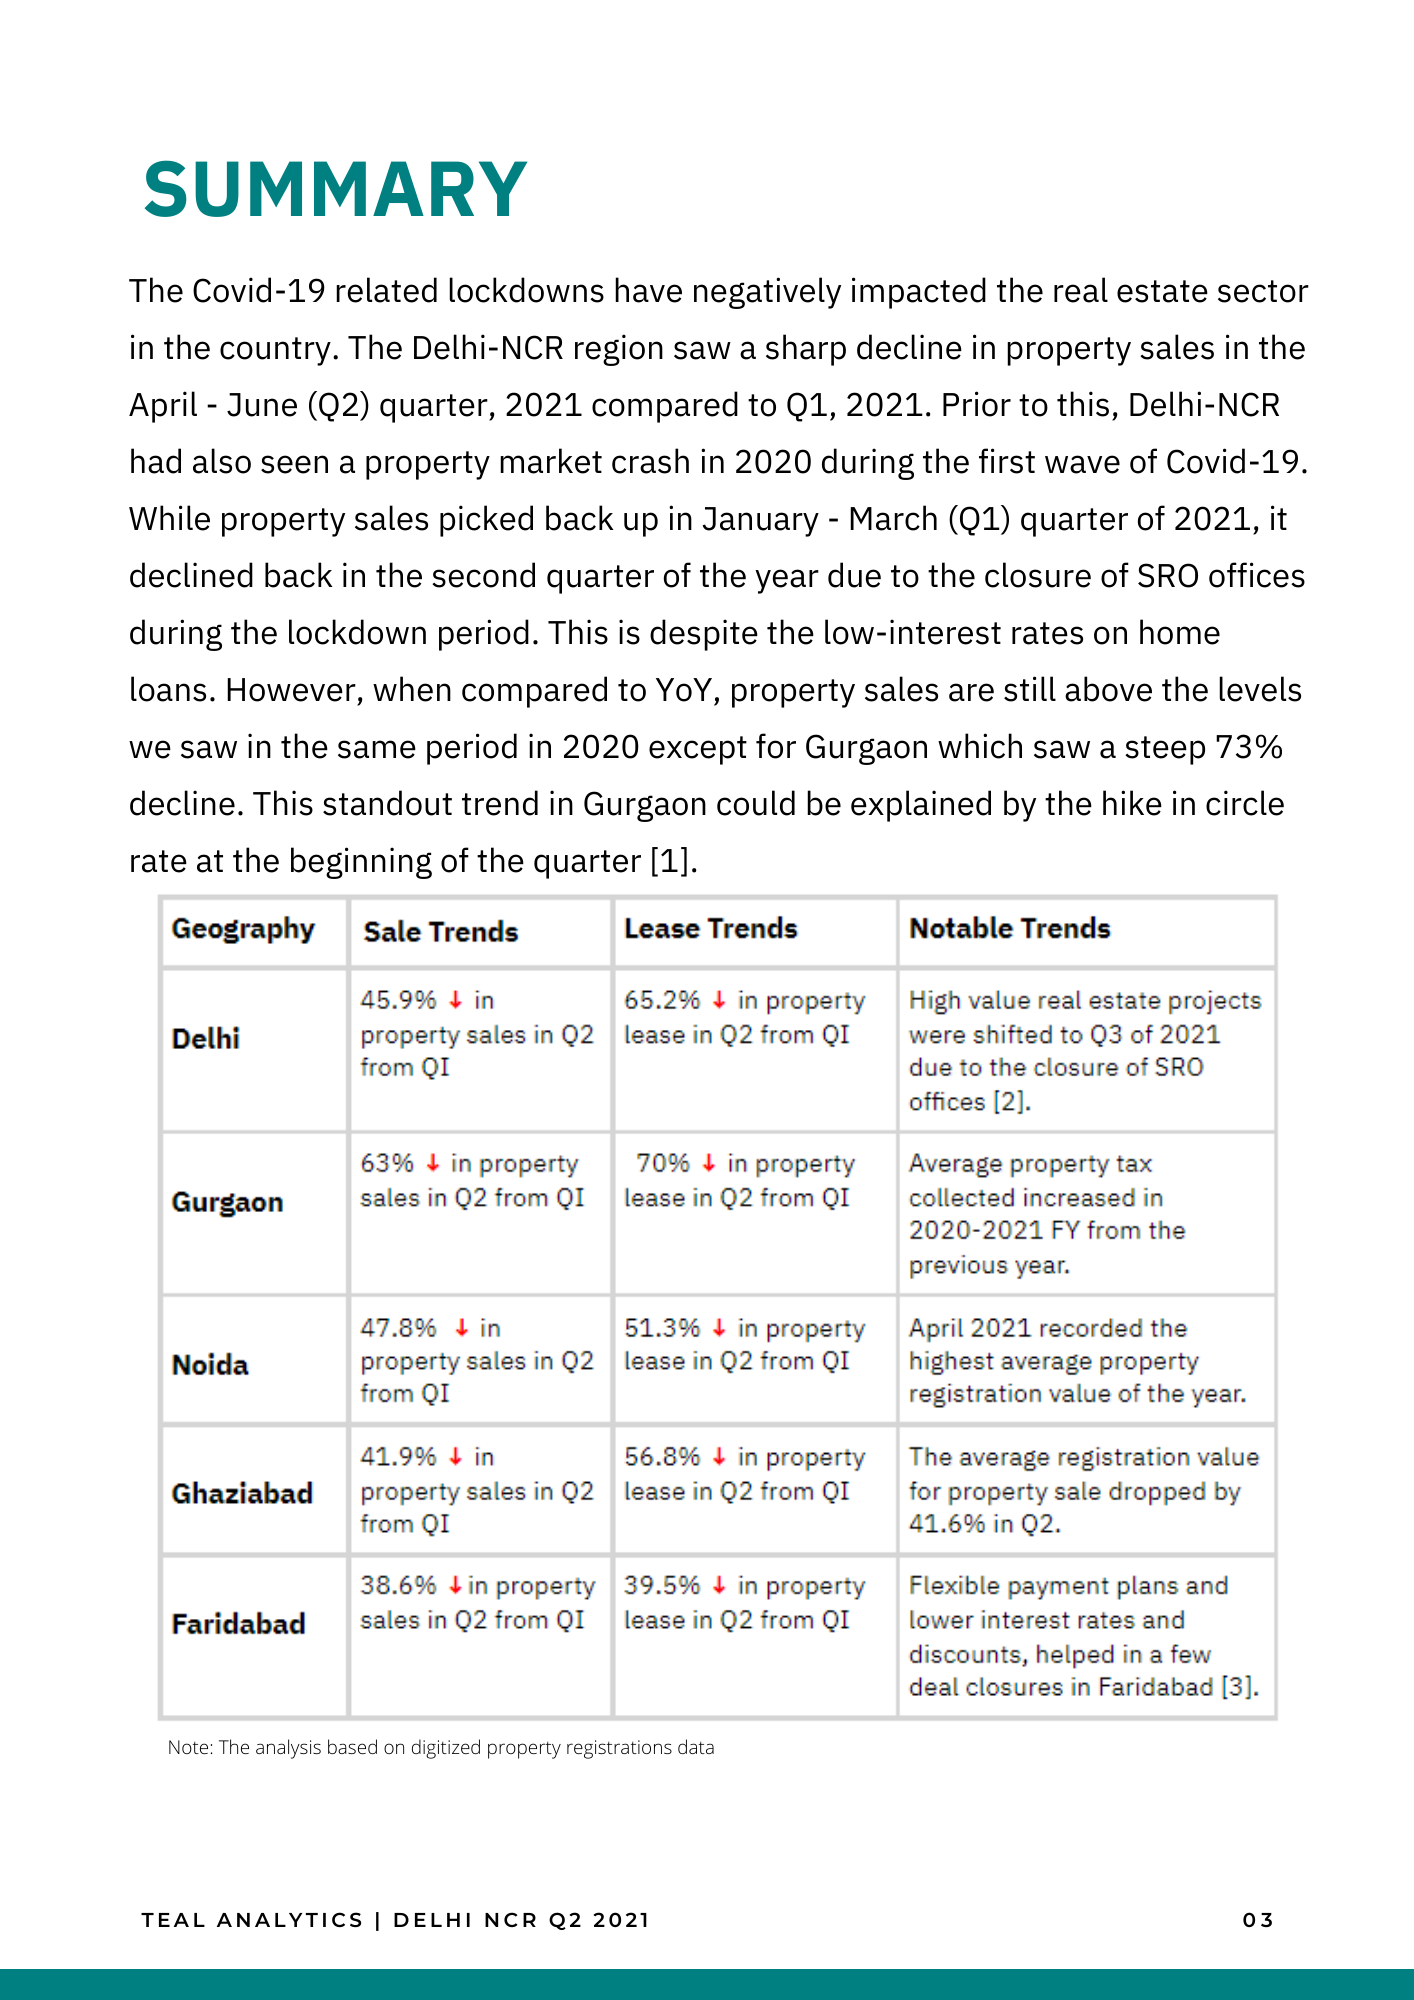 SUMMARY
The Covid-19 related lockdowns have negatively impacted the real estate sector
in the country. The Delhi-NCR region saw a sharp decline in property sales in the
April - June (Q2) quarter, 2021 compared to Q1, 2021. Prior to this, Delhi-NCR
had also seen a property market crash in 2020 during the first wave of Covid-19.
While property sales picked back up in January - March (Q1) quarter of 2021, it
declined back in the second quarter of the year due to the closure of SRO offices
during the lockdown period. This is despite the low-interest rates on home
loans. However, when compared to YoY, property sales are still above the levels
we saw in the same period in 2020 except for Gurgaon which saw a steep 73%
decline. This standout trend in Gurgaon could be explained by the hike in circle
rate at the beginning of the quarter [1].
Geography
Sale Trends
Lease Trends
Notable Trends
Delhi
45.9% ↓ in
property sales in Q2
from QI
65.2% ↓ in property
lease in Q2 from QI
High value real estate projects
were shifted to Q3 of 2021
due to the closure of SRO
offices [2].
Gurgaon
63% ↓ in property
sales in Q2 from QI
70% ↓ in property
lease in Q2 from QI
Average property tax
collected increased in
2020-2021 FY from the
previous year.
Noida
47.8% ↓ in
property sales in Q2
from QI
51.3% ↓ in property
lease in Q2 from QI
April 2021 recorded the
highest average property
registration value of the year.
Ghaziabad
41.9% ↓ in
property sales in Q2
from QI
56.8% ↓ in property
lease in Q2 from QI
The average registration value
for property sale dropped by
41.6% in Q2.
Faridabad
38.6% ↓ in property
sales in Q2 from QI
39.5% ↓ in property
lease in Q2 from QI
Flexible payment plans and
lower interest rates and
discounts, helped in a few
deal closures in Faridabad [3].
Note: The analysis based on digitized property registrations data
TEAL ANALYTICS | DELHI NCR Q2 2021
03